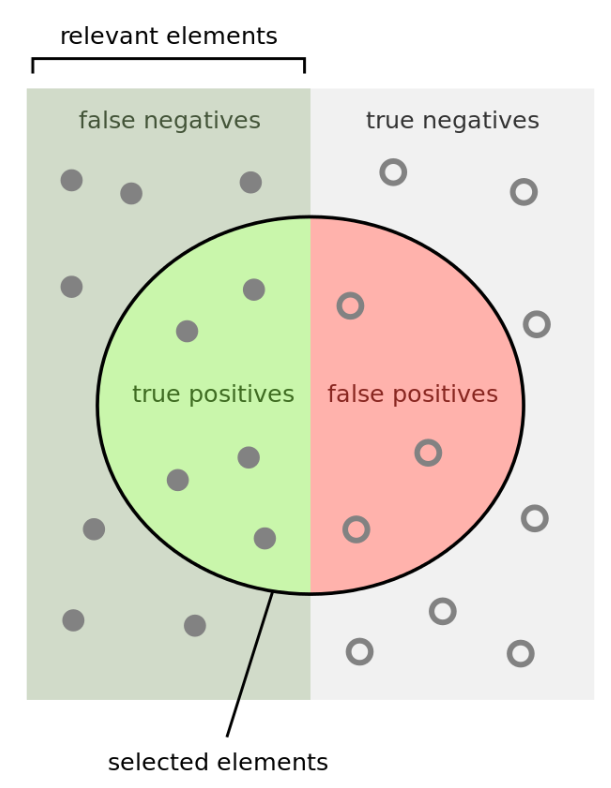 relevant elements
false negatives
true negatives
true positives
false positives
selected elements